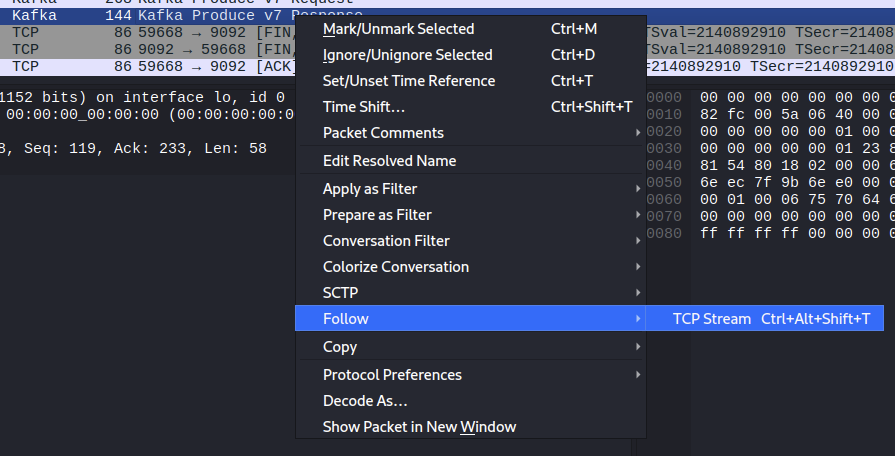 Kafka 208 Kafka Produce v7 Request
Kafka 144 Kafka Produce v7 Response
TCP 86 59668 → 9092 [FIN, TSval=2140892910 TSecr=21408
TCP 86 9092 → 59668 [FIN, TSval=2140892910 TSecr=21408
TCP 86 59668 → 9092 [ACK] =2140892910 TSecr=2140892910
1152 bits) on interface lo, id 0
00:00:00_00:00:00 (00:00:00:00:0
8, Seq: 119, Ack: 233, Len: 58
Mark/Unmark Selected Ctrl+M
Ignore/Unignore Selected Ctrl+D
Set/Unset Time Reference Ctrl+T
Time Shift… Ctrl+Shift+T
Packet Comments
Edit Resolved Name
Apply as Filter
Prepare as Filter
Conversation Filter
Colorize Conversation
SCTP
Follow
TCP Stream Ctrl+Alt+Shift+T
Copy
Protocol Preferences
Decode As…
Show Packet in New Window
0000 00 00 00 00 00 00 00 0
0010 82 fc 00 5a 06 40 00 0
0020 00 00 00 00 00 01 00 0
0030 00 00 00 00 00 01 23 8
0040 81 54 80 18 02 00 00 6
0050 6e ec 7f 9b 6e e0 00 0
0060 00 01 00 06 75 70 64 6
0070 00 00 00 00 00 00 00 0
0080 ff ff ff ff 00 00 00 0